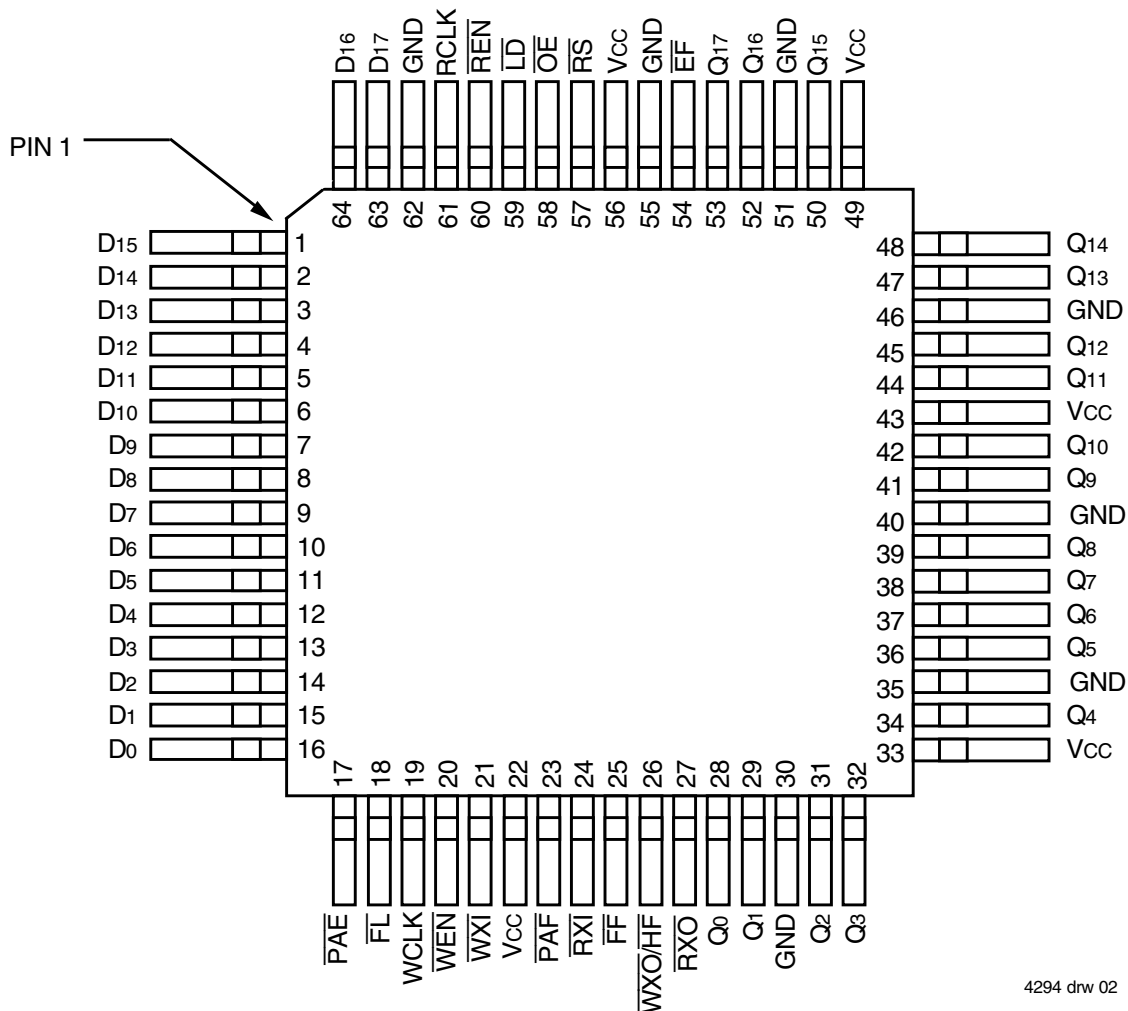 D16 D17 GND RCLK REN LD OE RS VCC GND EF Q17 Q16 GND Q15 VCC
PIN 1
64 63 62 61 60 59 58 57 56 55 54 53 52 51 50 49
D15 1 48 Q14
D14 2 47 Q13
D13 3 46 GND
D12 4 45 Q12
D11 5 44 Q11
D10 6 43 VCC
D9 7 42 Q10
D8 8 41 Q9
D7 9 40 GND
D6 10 39 Q8
D5 11 38 Q7
D4 12 37 Q6
D3 13 36 Q5
D2 14 35 GND
D1 15 34 Q4
D0 16 33 VCC
17 18 19 20 21 22 23 24 25 26 27 28 29 30 31 32
PAE FL WCLK WEN WXI VCC PAF RXI FF WXO/HF RXO Q0 Q1 GND Q2 Q3
4294 drw 02